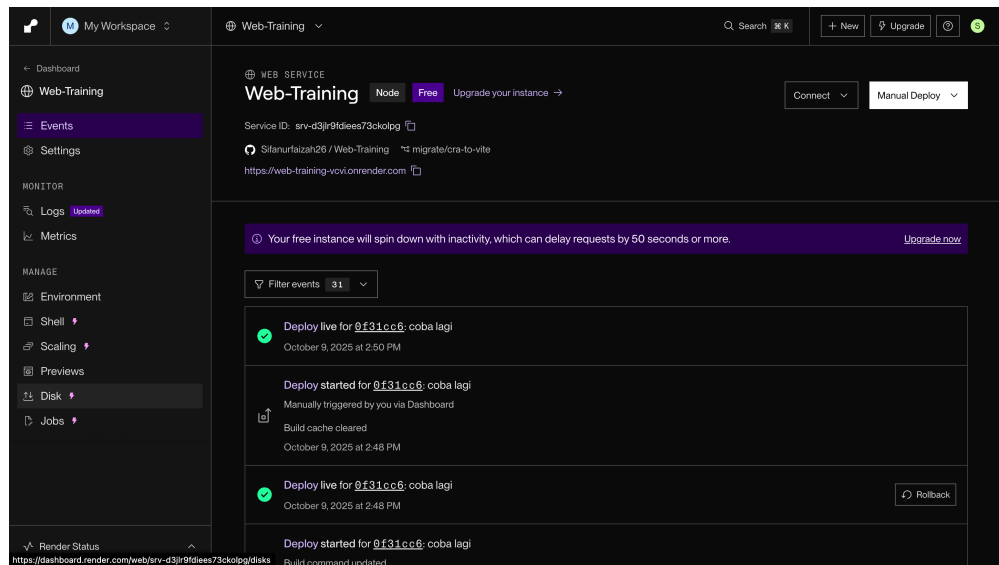 M My Workspace
Web-Training
Search ⌘ K
+ New
Upgrade
S
← Dashboard
Web-Training
Events
Settings
MONITOR
Logs Updated
Metrics
MANAGE
Environment
Shell
Scaling
Previews
Disk
Jobs
Render Status
https://dashboard.render.com/web/srv-d3jlr9fdiees73ckolpg/disks
WEB SERVICE
Web-Training Node Free Upgrade your instance →
Connect
Manual Deploy
Service ID: srv-d3jlr9fdiees73ckolpg
Sifanurfaizah26 / Web-Training migrate/cra-to-vite
https://web-training-vcvi.onrender.com
Your free instance will spin down with inactivity, which can delay requests by 50 seconds or more. Upgrade now
Filter events 31
Deploy live for 0f31cc6: coba lagi
October 9, 2025 at 2:50 PM
Deploy started for 0f31cc6: coba lagi
Manually triggered by you via Dashboard
Build cache cleared
October 9, 2025 at 2:48 PM
Deploy live for 0f31cc6: coba lagi
October 9, 2025 at 2:48 PM
Rollback
Deploy started for 0f31cc6: coba lagi
Build command updated